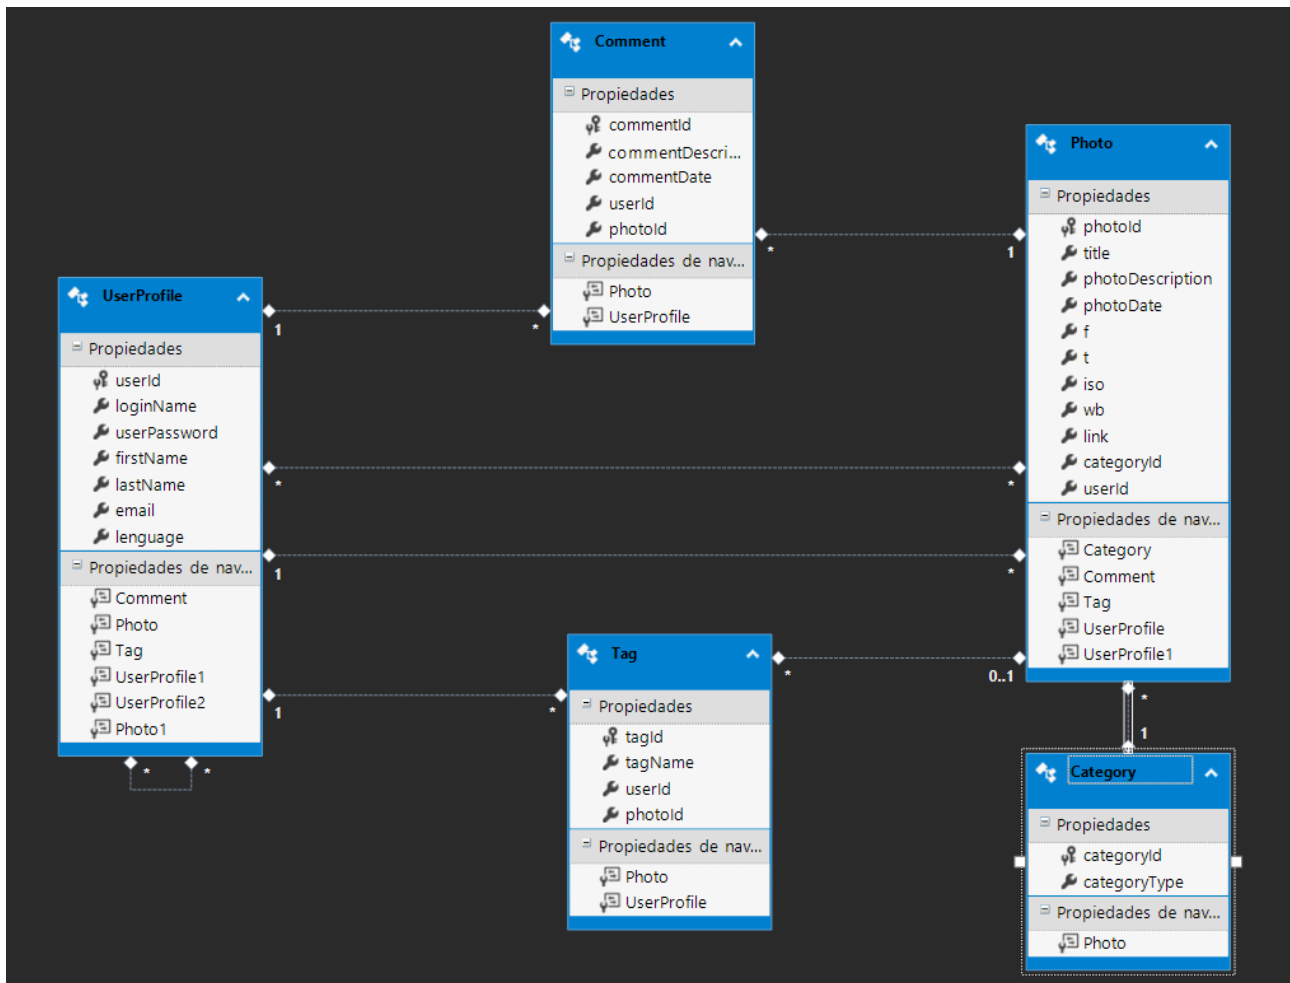 Comment
Propiedades
commentId
commentDescri...
commentDate
userId
photoId
Propiedades de nav...
Photo
UserProfile
*
1
Photo
Propiedades
photoId
title
photoDescription
photoDate
f
t
iso
wb
link
categoryId
userId
Propiedades de nav...
Category
Comment
Tag
UserProfile
UserProfile1
UserProfile
Propiedades
userId
loginName
userPassword
firstName
lastName
email
lenguage
Propiedades de nav...
Comment
Photo
Tag
UserProfile1
UserProfile2
Photo1
1
*
*
*
1
*
1
*
*
*
Tag
Propiedades
tagId
tagName
userId
photoId
Propiedades de nav...
Photo
UserProfile
*
0..1
*
1
Category
Propiedades
categoryId
categoryType
Propiedades de nav...
Photo